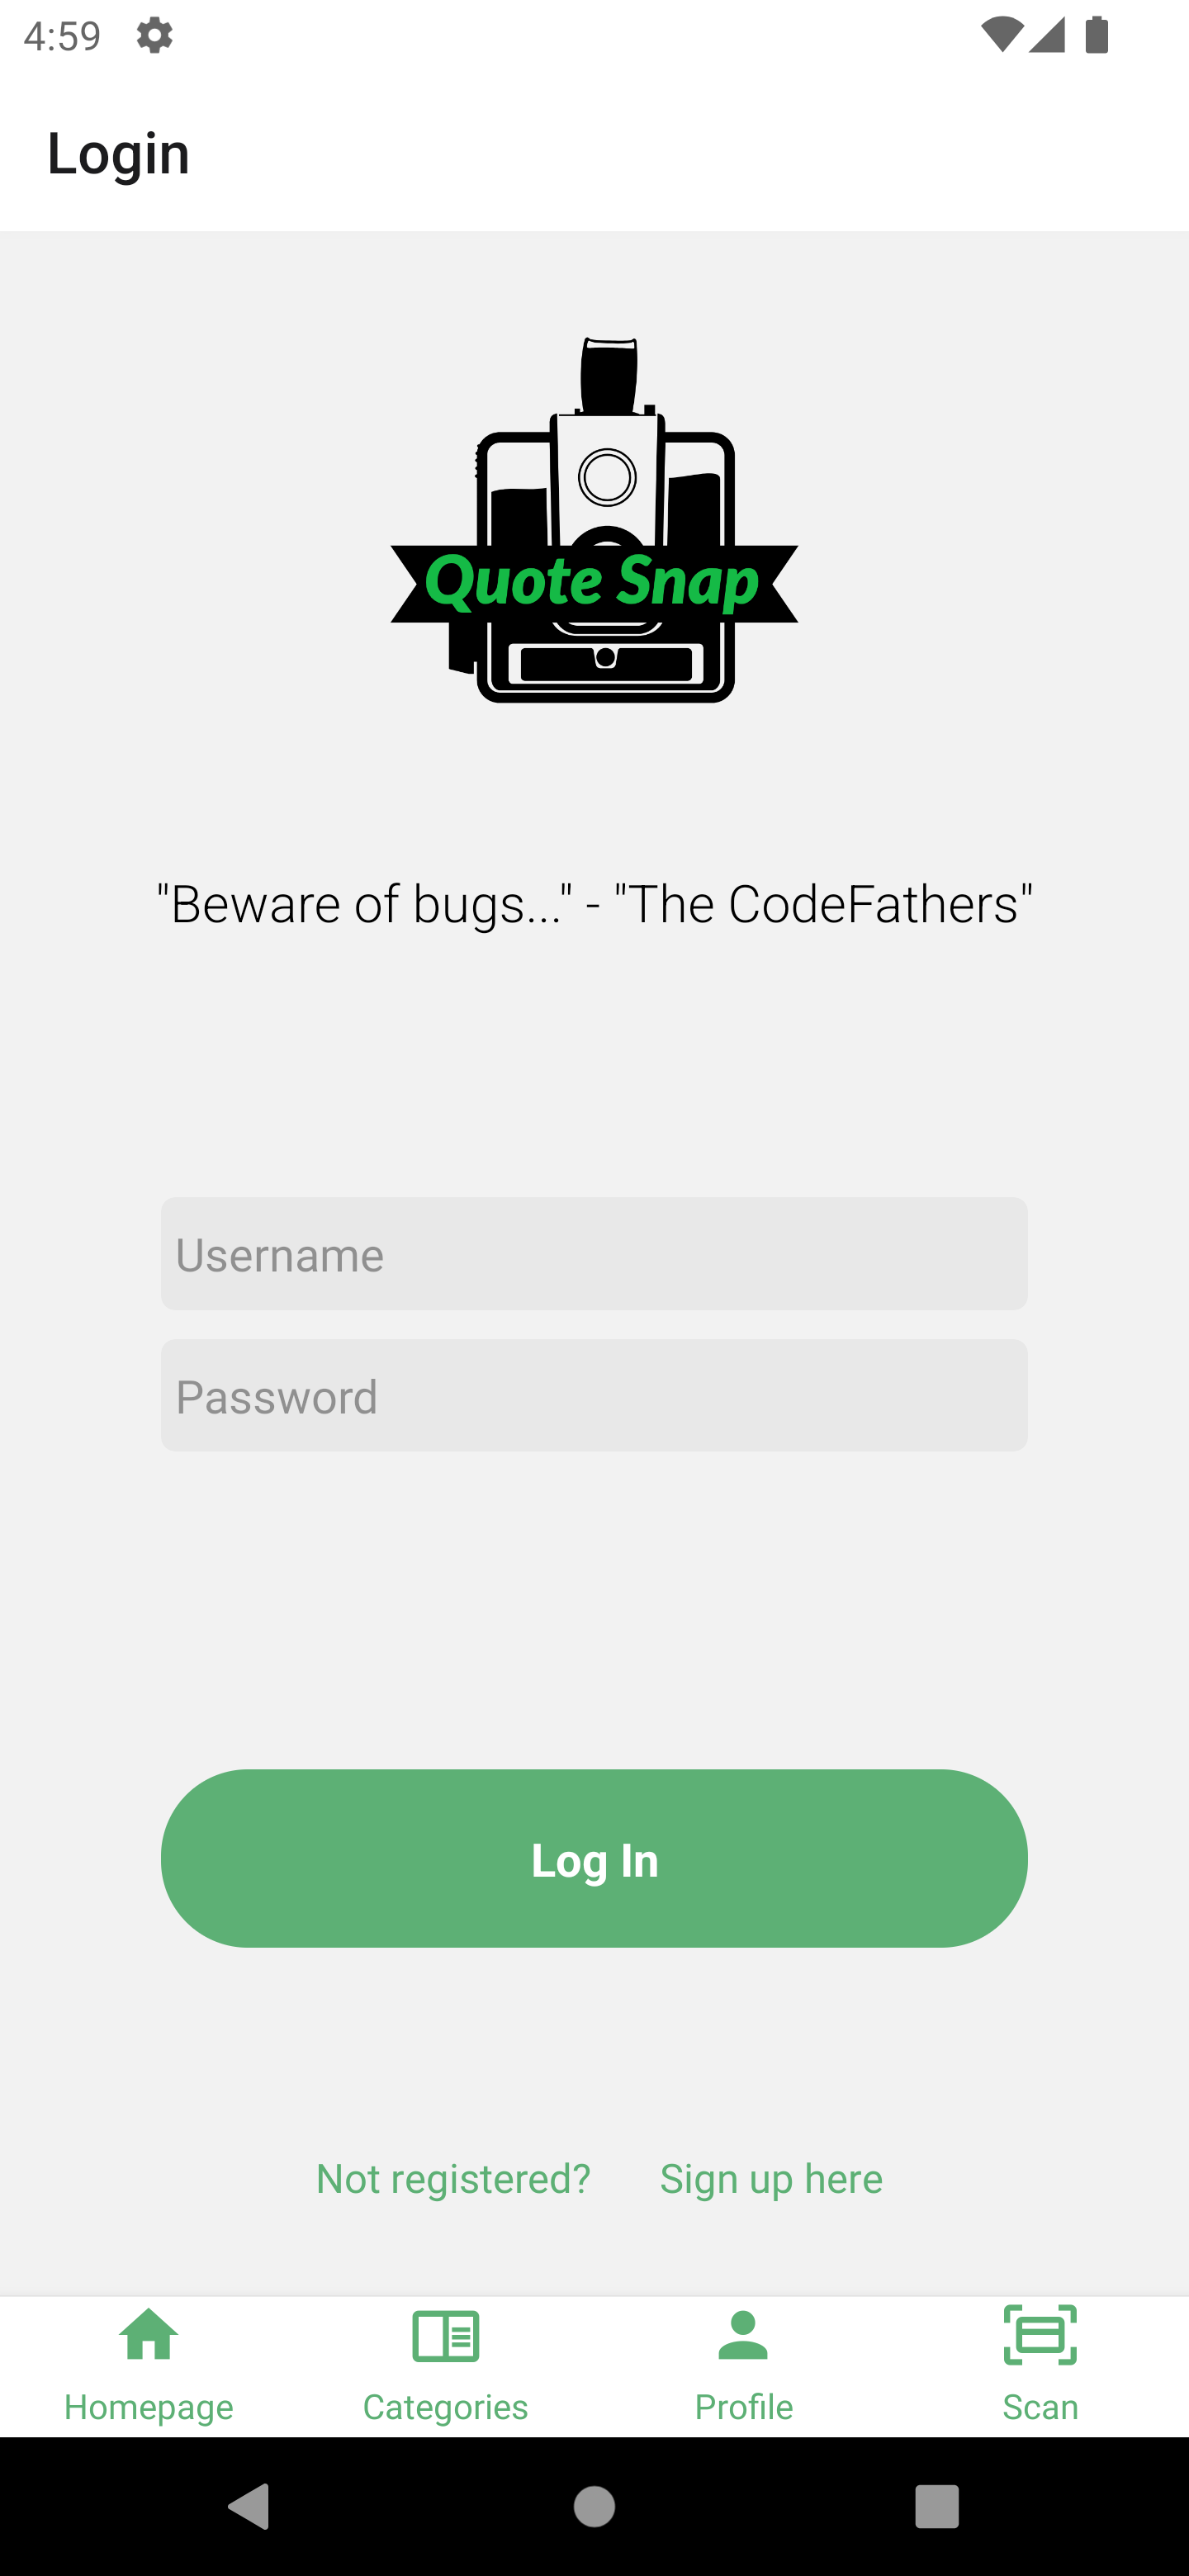 4:59
Login
Quote Snap
"Beware of bugs..." - "The CodeFathers"
Username
Password
Log In
Not registered? Sign up here
Homepage Categories Profile Scan